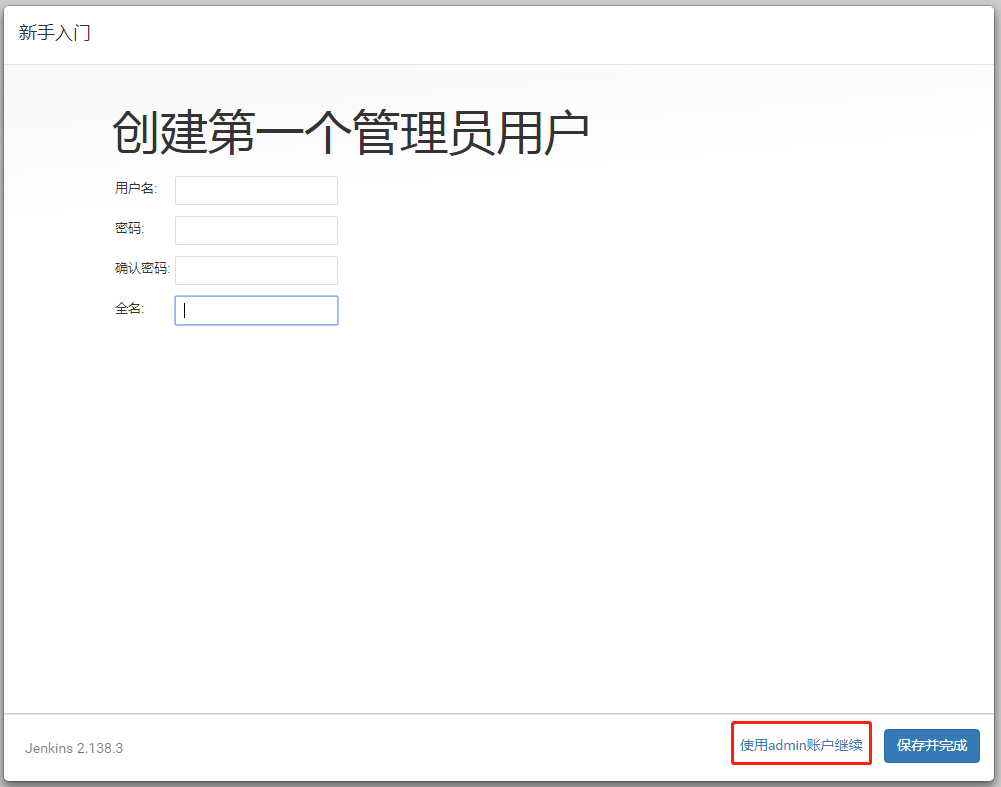 新手入门
创建第一个管理员用户
用户名:
密码:
确认密码:
全名:
Jenkins 2.138.3
使用admin账户继续
保存并完成